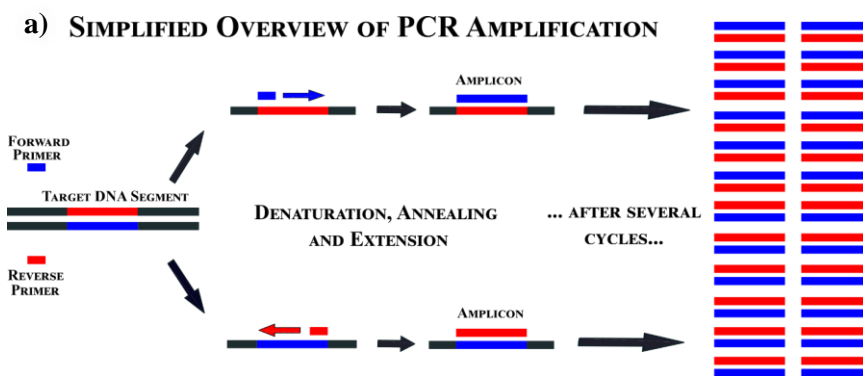 a) Simplified Overview of PCR Amplification
Amplicon
Forward
Primer
Target DNA Segment
Denaturation, Annealing
and Extension
... after several
cycles...
Reverse
Primer
Amplicon